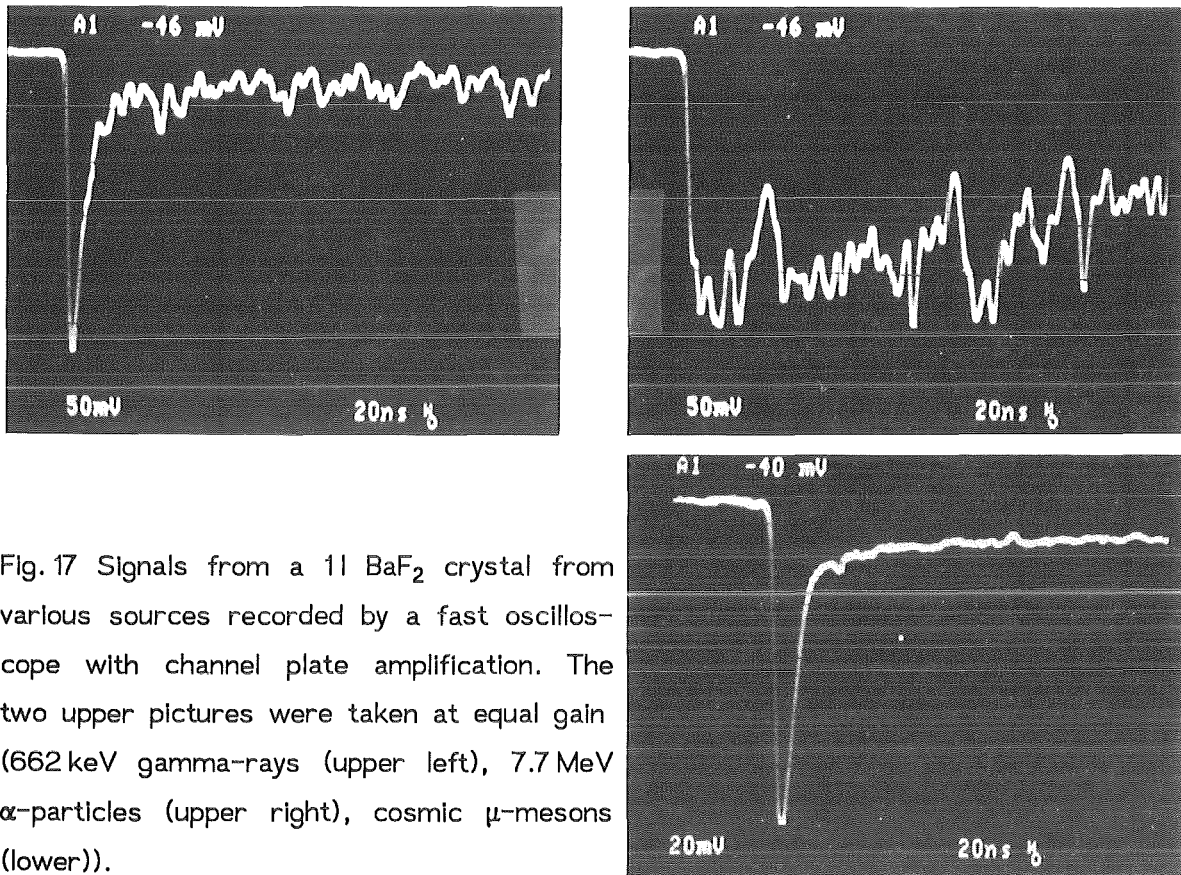 A1 -46 mV
50mV 20ns
A1 -46 mV
50mV 20ns
A1 -40 mV
20mV 20ns
Fig. 17 Signals from a 1l BaF₂ crystal from
various sources recorded by a fast oscillos-
cope with channel plate amplification. The
two upper pictures were taken at equal gain
(662 keV gamma-rays (upper left), 7.7 MeV
α-particles (upper right), cosmic μ-mesons
(lower)).